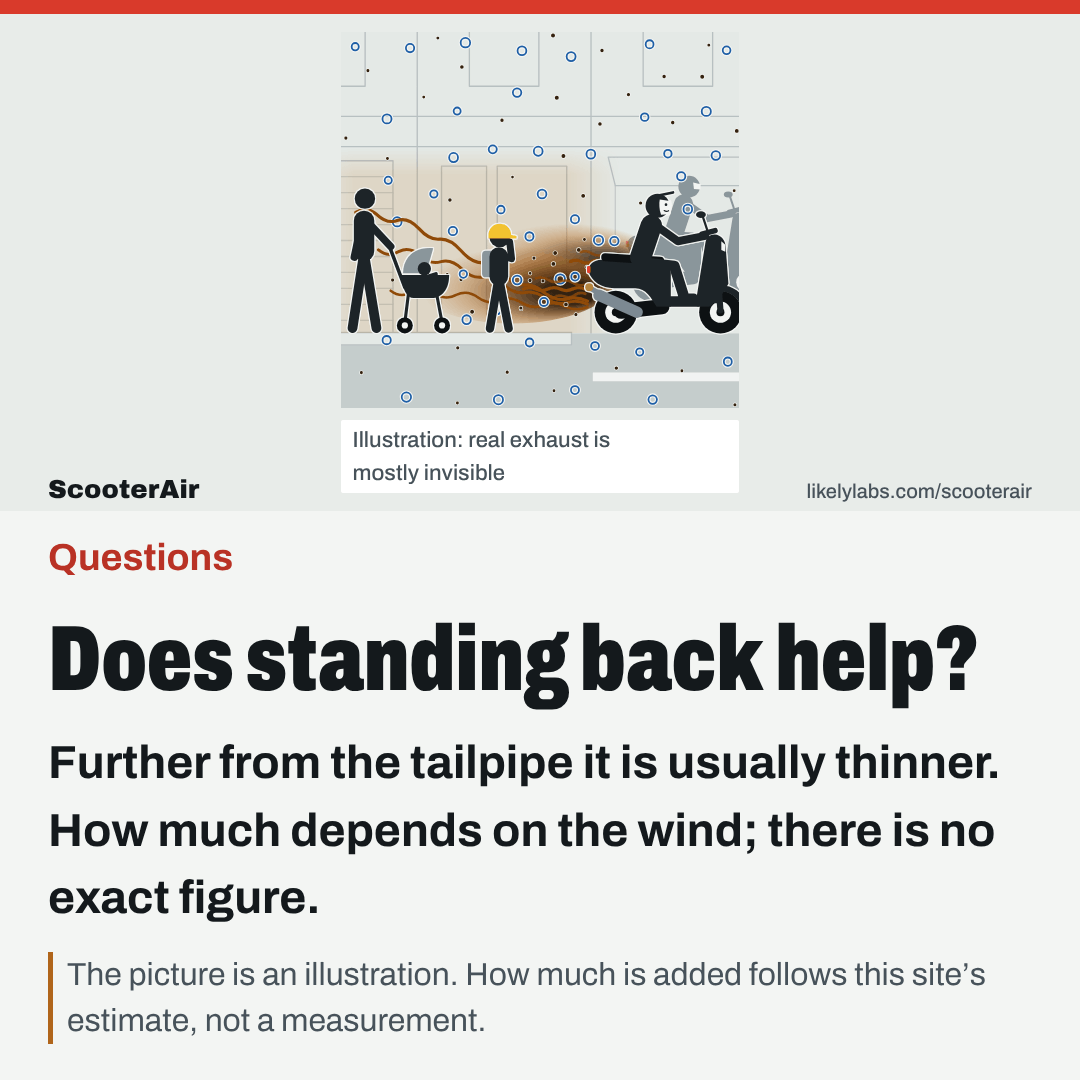 Illustration: real exhaust is
mostly invisible
ScooterAir
likelylabs.com/scooterair
Questions
Does standing back help?
Further from the tailpipe it is usually thinner.
How much depends on the wind; there is no
exact figure.
The picture is an illustration. How much is added follows this site’s
estimate, not a measurement.